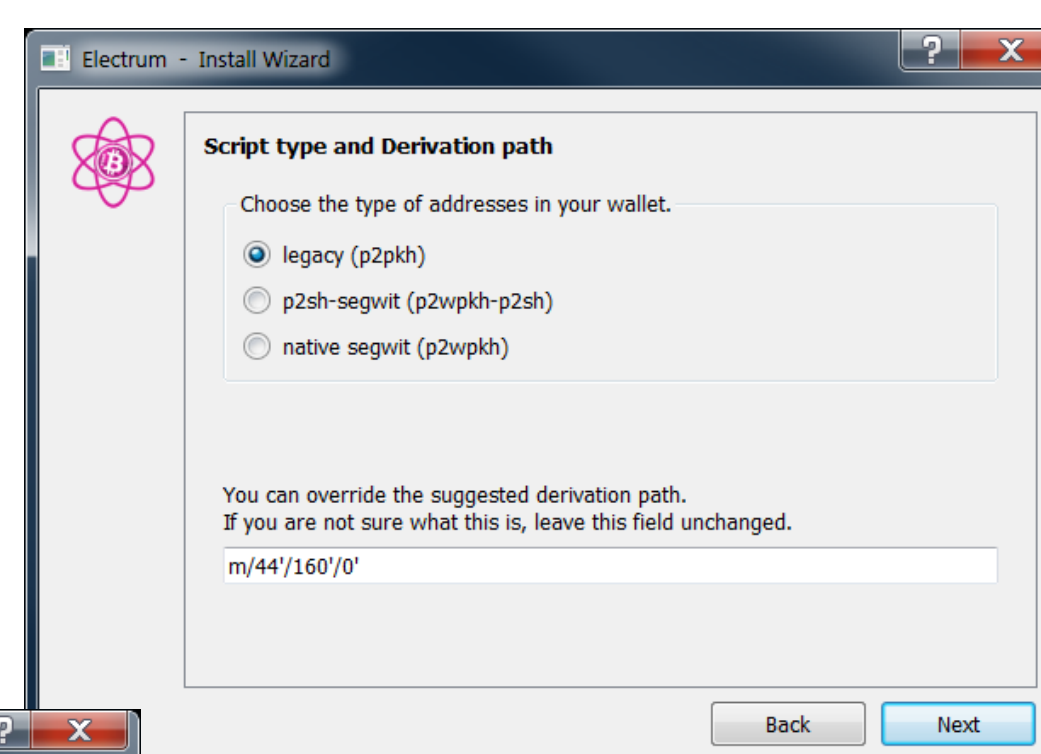 Electrum - Install Wizard
Script type and Derivation path
Choose the type of addresses in your wallet.
legacy (p2pkh)
p2sh-segwit (p2wpkh-p2sh)
native segwit (p2wpkh)
You can override the suggested derivation path.
If you are not sure what this is, leave this field unchanged.
m/44'/160'/0'
Back Next